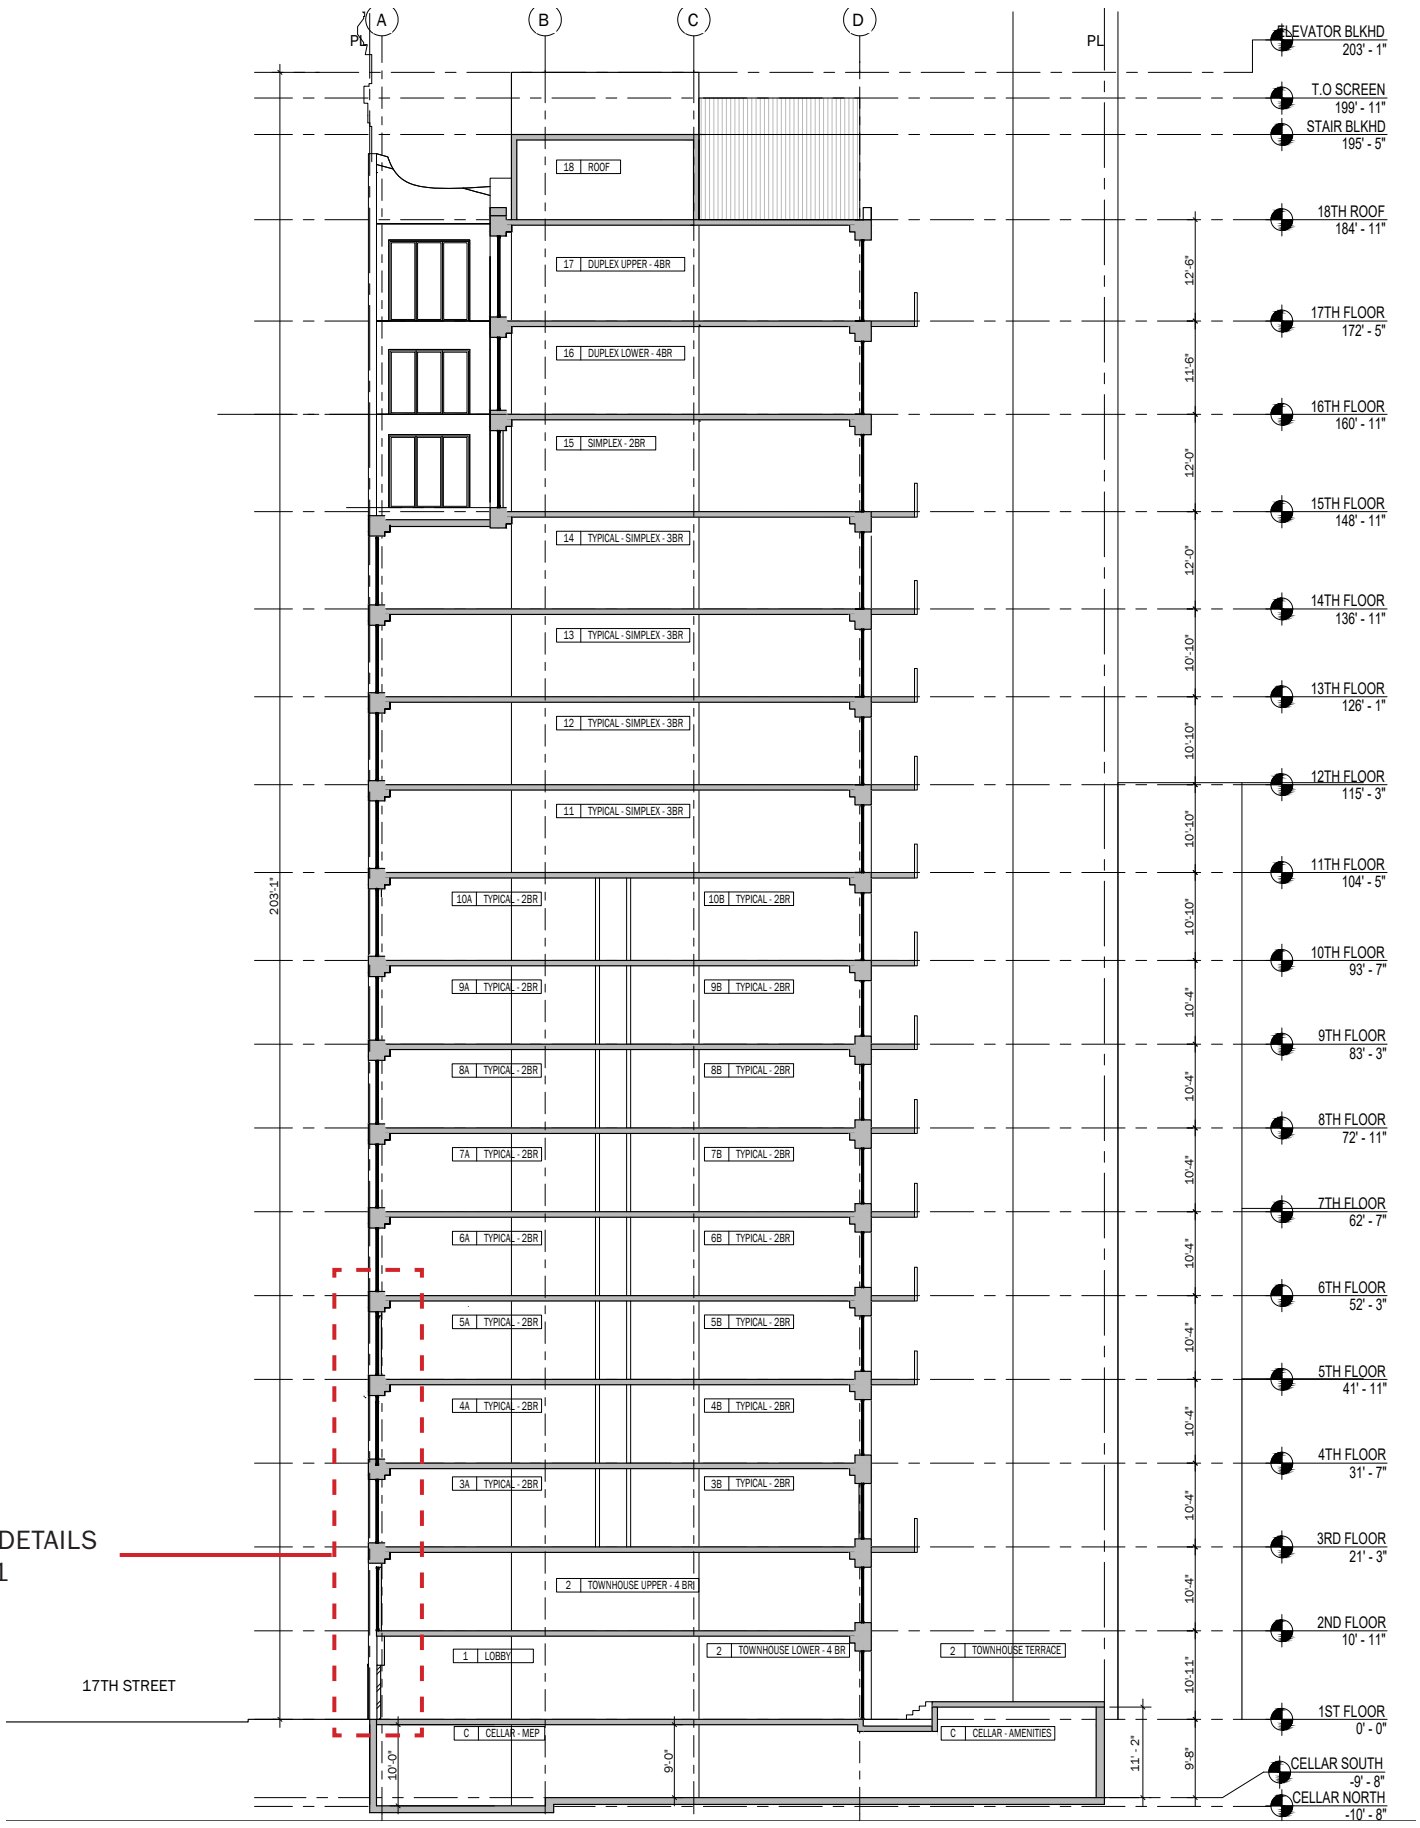 A
B
C
D
PL
PL
ELEVATOR BLKHD
203' - 1"
T.O SCREEN
199' - 11"
STAIR BLKHD
195' - 5"
18 ROOF
18TH ROOF
184' - 11"
17 DUPLEX UPPER - 4BR
12'-6"
17TH FLOOR
172' - 5"
16 DUPLEX LOWER - 4BR
11'-6"
16TH FLOOR
160' - 11"
15 SIMPLEX - 2BR
12'-0"
15TH FLOOR
148' - 11"
14 TYPICAL - SIMPLEX - 3BR
12'-0"
14TH FLOOR
136' - 11"
13 TYPICAL - SIMPLEX - 3BR
10'-10"
13TH FLOOR
126' - 1"
12 TYPICAL - SIMPLEX - 3BR
10'-10"
12TH FLOOR
115' - 3"
11 TYPICAL - SIMPLEX - 3BR
10'-10"
11TH FLOOR
104' - 5"
203'-1"
10A TYPICAL - 2BR
10B TYPICAL - 2BR
10'-10"
10TH FLOOR
93' - 7"
9A TYPICAL - 2BR
9B TYPICAL - 2BR
10'-4"
9TH FLOOR
83' - 3"
8A TYPICAL - 2BR
8B TYPICAL - 2BR
10'-4"
8TH FLOOR
72' - 11"
7A TYPICAL - 2BR
7B TYPICAL - 2BR
10'-4"
7TH FLOOR
62' - 7"
6A TYPICAL - 2BR
6B TYPICAL - 2BR
10'-4"
6TH FLOOR
52' - 3"
5A TYPICAL - 2BR
5B TYPICAL - 2BR
10'-4"
5TH FLOOR
41' - 11"
4A TYPICAL - 2BR
4B TYPICAL - 2BR
10'-4"
4TH FLOOR
31' - 7"
3A TYPICAL - 2BR
3B TYPICAL - 2BR
10'-4"
3RD FLOOR
21' - 3"
DETAILS
1
2 TOWNHOUSE UPPER - 4 BR
10'-4"
2ND FLOOR
10' - 11"
1 LOBBY
2 TOWNHOUSE LOWER - 4 BR
2 TOWNHOUSE TERRACE
10'-11"
17TH STREET
1ST FLOOR
0' - 0"
C CELLAR - MEP
C CELLAR - AMENITIES
10'-0"
9'-0"
11' - 2"
9'-8"
CELLAR SOUTH
-9' - 8"
CELLAR NORTH
-10' - 8"